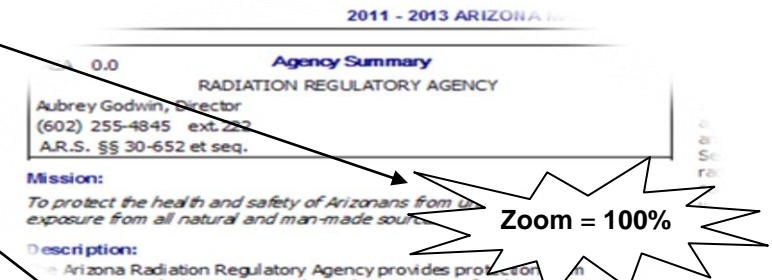 2011 - 2013 ARIZONA
0.0 Agency Summary
RADIATION REGULATORY AGENCY
Aubrey Godwin, Director
(602) 255-4845 ext.222
A.R.S. §§ 30-652 et seq.
Mission:
To protect the health and safety of Arizonans from
exposure from all natural and man-made
Zoom = 100%
Description:
Arizona Radiation Regulatory Agency provides